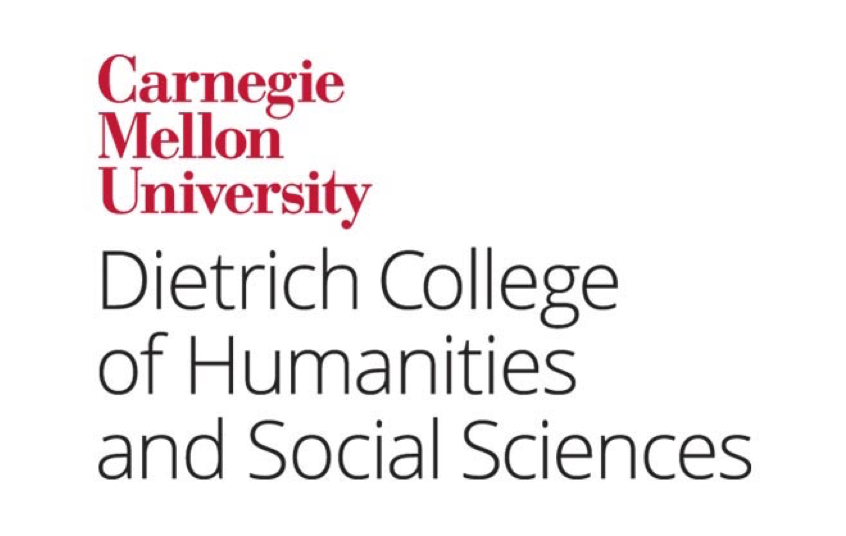 Carnegie
Mellon
University
Dietrich College
of Humanities
and Social Sciences